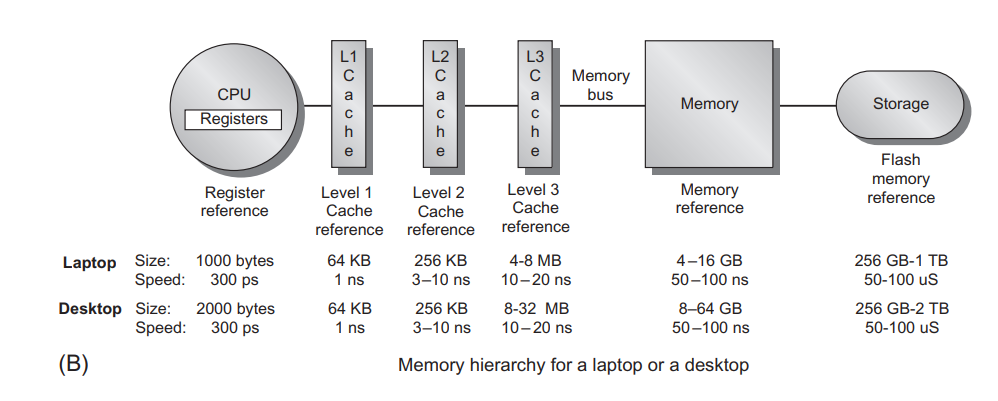 CPU
Registers
L1
C
a
c
h
e
L2
C
a
c
h
e
L3
C
a
c
h
e
Memory
bus
Memory
Storage
Register
reference
Level 1
Cache
reference
Level 2
Cache
reference
Level 3
Cache
reference
Memory
reference
Flash
memory
reference
Laptop Size: 1000 bytes 64 KB 256 KB 4-8 MB 4–16 GB 256 GB-1 TB
Speed: 300 ps 1 ns 3–10 ns 10–20 ns 50–100 ns 50-100 uS
Desktop Size: 2000 bytes 64 KB 256 KB 8-32 MB 8–64 GB 256 GB-2 TB
Speed: 300 ps 1 ns 3–10 ns 10–20 ns 50–100 ns 50-100 uS
(B) Memory hierarchy for a laptop or a desktop